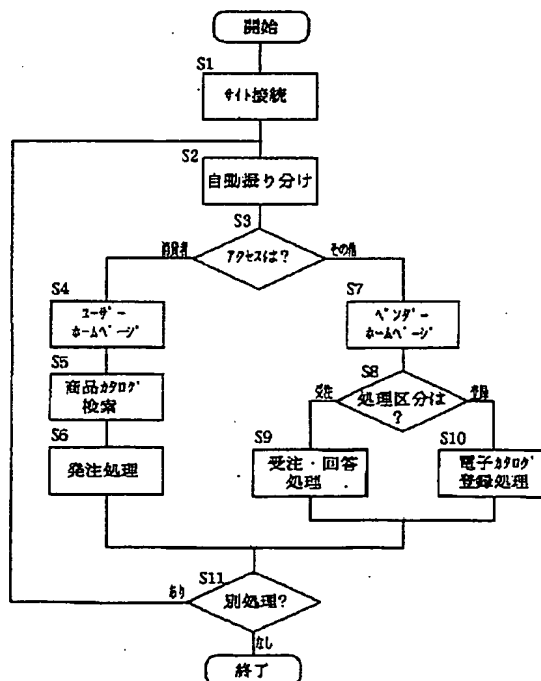 開始
S1
サイト接続
S2
自動振り分け
S3
アクセスは?
消費者
その他
S4
ユーザー
ホームページ
S5
商品カタログ
検索
S6
発注処理
S7
ベンダー
ホームページ
S8
処理区分は
?
受注
登録
S9
受注・回答
処理
S10
電子カタログ
登録処理
S11
別処理?
あり
なし
終了